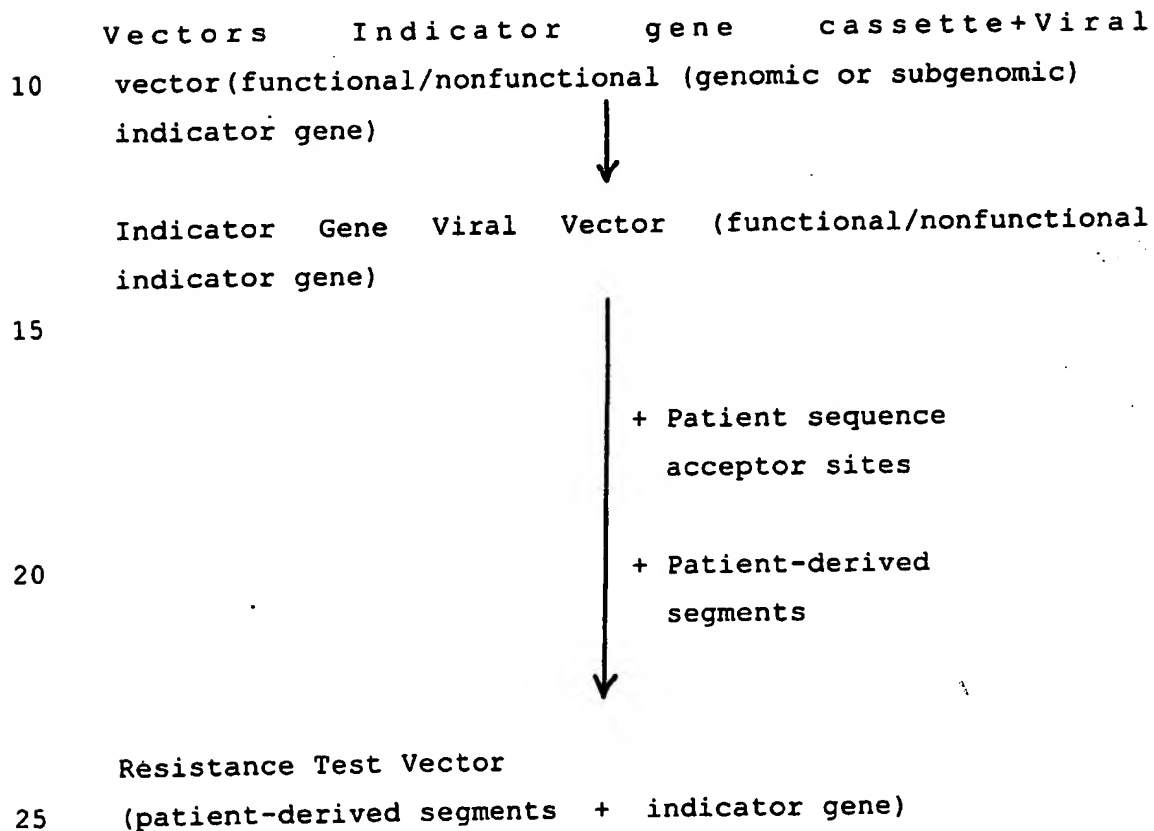 Vectors Indicator gene cassette+Viral
10 vector(functional/nonfunctional (genomic or subgenomic)
indicator gene)
Indicator Gene Viral Vector (functional/nonfunctional
indicator gene)
15
+ Patient sequence
acceptor sites
20 + Patient-derived
segments
Resistance Test Vector
25 (patient-derived segments + indicator gene)